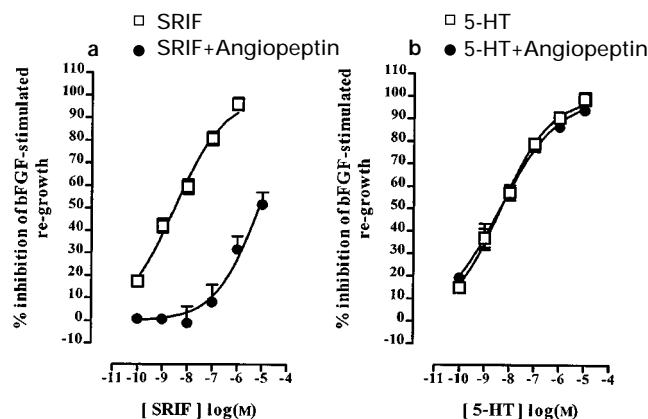 SRIF
SRIF+Angiopeptin
a
110
100
90
80
70
60
50
40
30
20
10
0
-10
% inhibition of bFGF-stimulated
re-growth
-11 -10 -9 -8 -7 -6 -5 -4
[ SRIF ] log(M)
5-HT
5-HT+Angiopeptin
b
110
100
90
80
70
60
50
40
30
20
10
0
-10
% inhibition of bFGF-stimulated
re-growth
-11 -10 -9 -8 -7 -6 -5 -4
[5-HT] log(M)